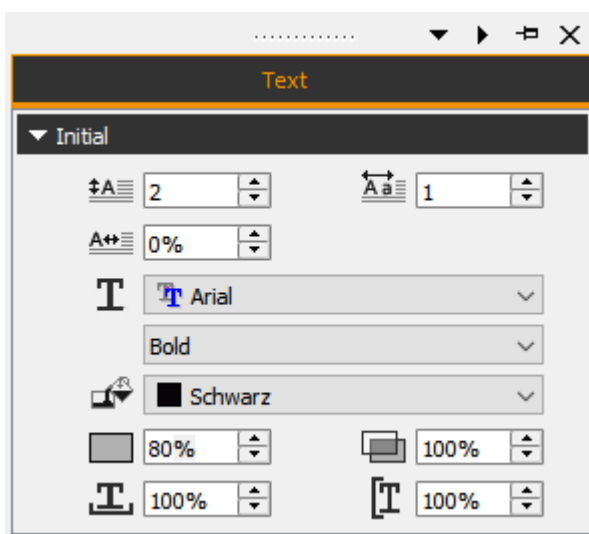 Text
Initial
2 1
0%
Arial
Bold
Schwarz
80% 100%
100% 100%